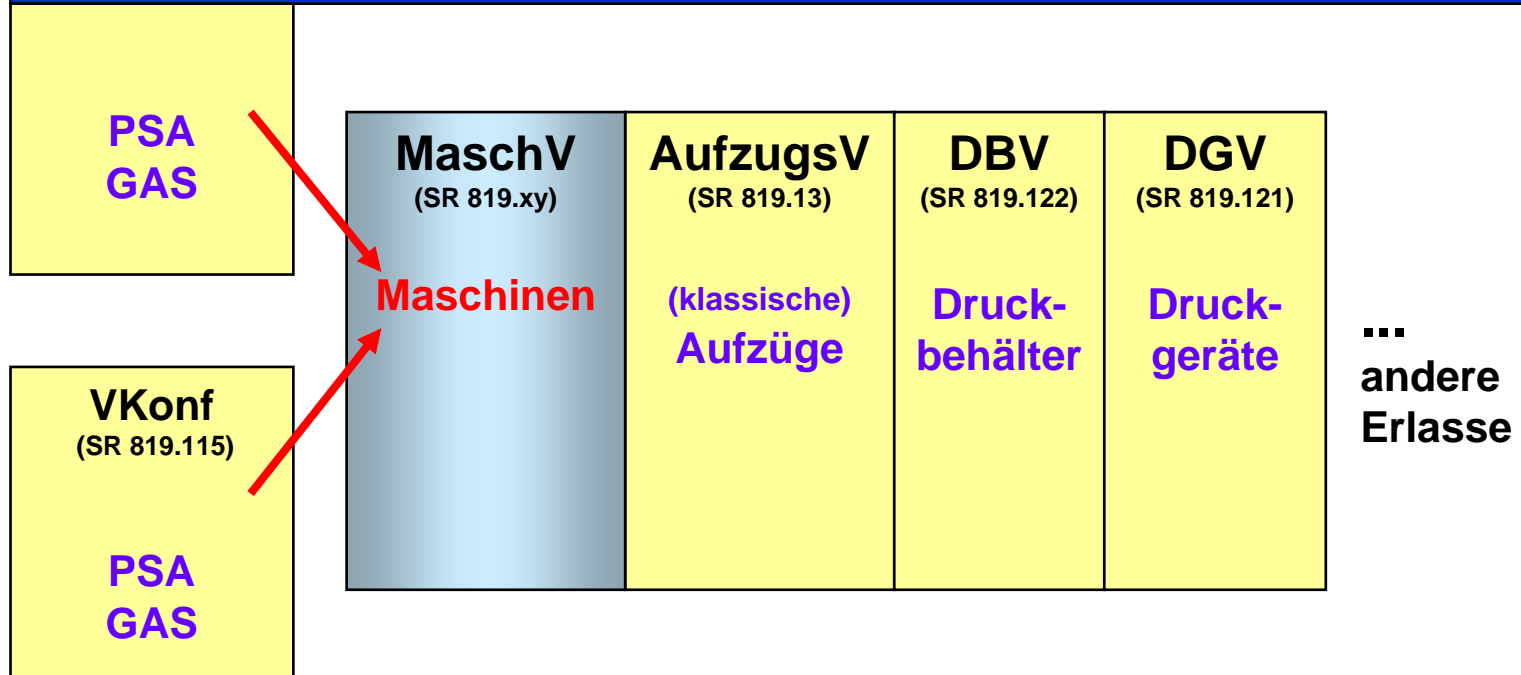 PSA
GAS
VKonf
(SR 819.115)
PSA
GAS
MaschV
(SR 819.xy)
Maschinen
AufzugsV
(SR 819.13)
(klassische)
Aufzüge
DBV
(SR 819.122)
Druck-
behälter
DGV
(SR 819.121)
Druck-
geräte
...
andere
Erlasse